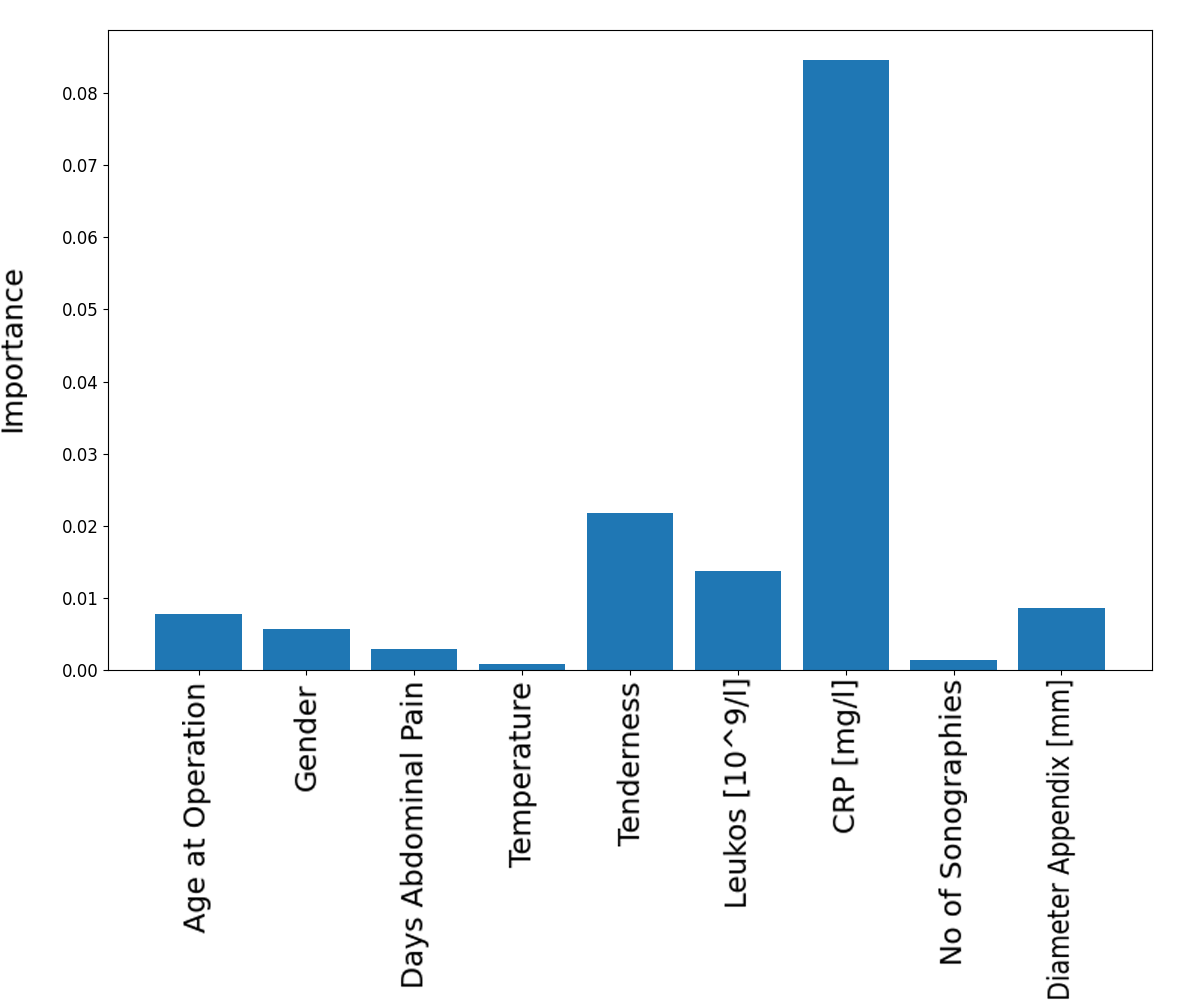 Importance
0.08
0.07
0.06
0.05
0.04
0.03
0.02
0.01
0.00
Age at Operation
Gender
Days Abdominal Pain
Temperature
Tenderness
Leukos [10^9/l]
CRP [mg/l]
No of Sonographies
Diameter Appendix [mm]